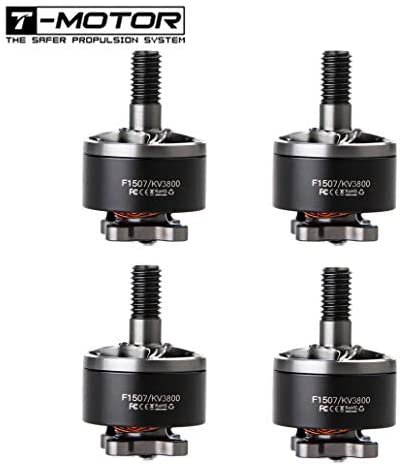 T-MOTOR
THE SAFER PROPULSION SYSTEM
F1507/KV3800
F1507/KV3800
FC CE RoHS
FC CE RoHS
F1507/KV3800
F1507/KV3800
FC CE RoHS
FC CE RoHS